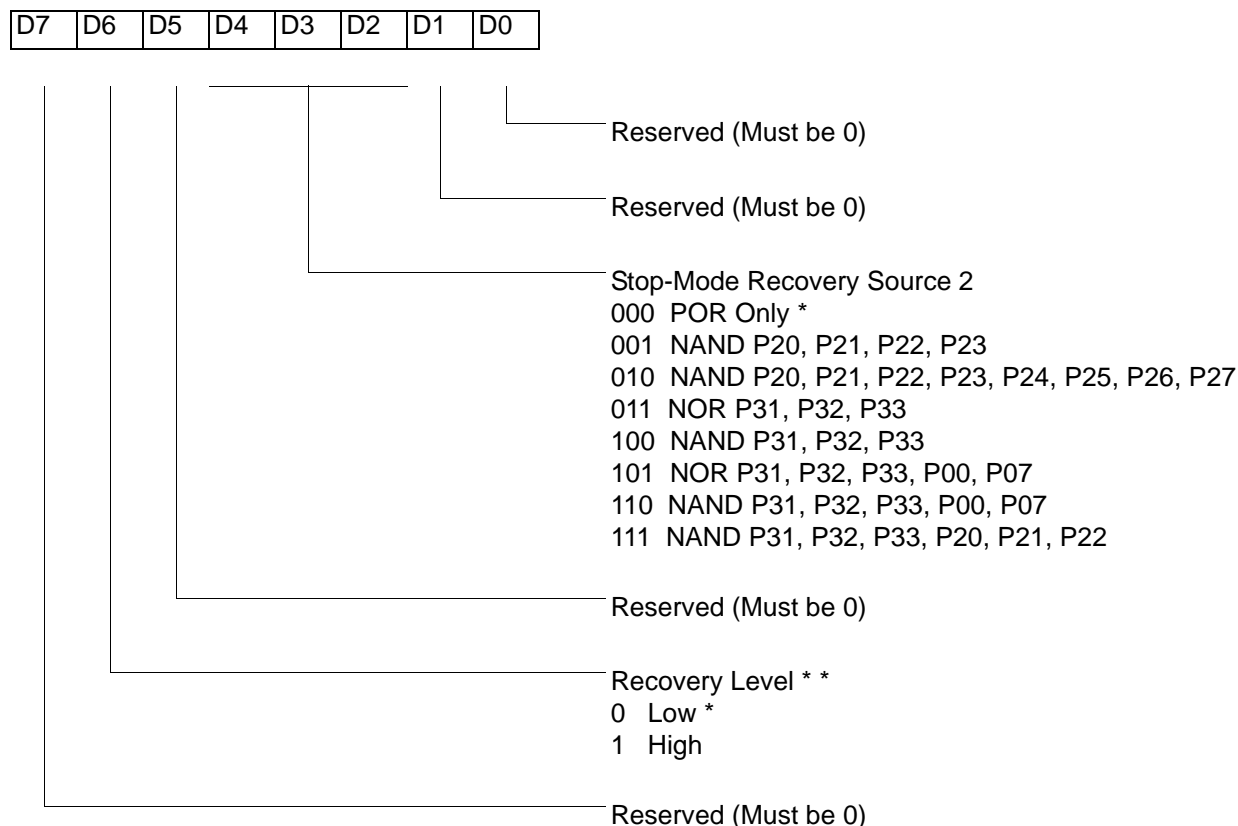 D7 D6 D5 D4 D3 D2 D1 D0
Reserved (Must be 0)
Reserved (Must be 0)
Stop-Mode Recovery Source 2
000 POR Only *
001 NAND P20, P21, P22, P23
010 NAND P20, P21, P22, P23, P24, P25, P26, P27
011 NOR P31, P32, P33
100 NAND P31, P32, P33
101 NOR P31, P32, P33, P00, P07
110 NAND P31, P32, P33, P00, P07
111 NAND P31, P32, P33, P20, P21, P22
Reserved (Must be 0)
Recovery Level * *
0 Low *
1 High
Reserved (Must be 0)